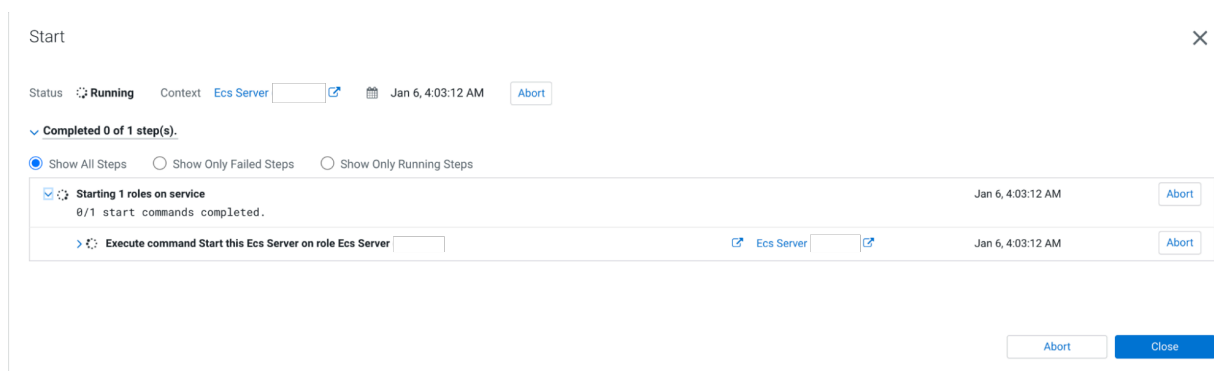 Start
Status Running Context Ecs Server Jan 6, 4:03:12 AM Abort
Completed 0 of 1 step(s).
Show All Steps Show Only Failed Steps Show Only Running Steps
Starting 1 roles on service Jan 6, 4:03:12 AM Abort
0/1 start commands completed.
Execute command Start this Ecs Server on role Ecs Server Ecs Server Jan 6, 4:03:12 AM Abort
Abort Close